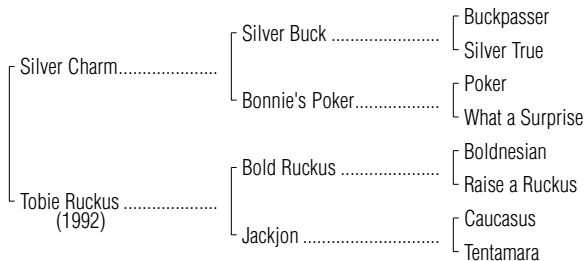 Buckpasser
Silver Buck ........................
Silver True
Silver Charm......................
Poker
Bonnie's Poker..................
What a Surprise
Boldnesian
Bold Ruckus ......................
Raise a Ruckus
Tobie Ruckus .....................
(1992)
Caucasus
Jackjon ..............................
Tentamara